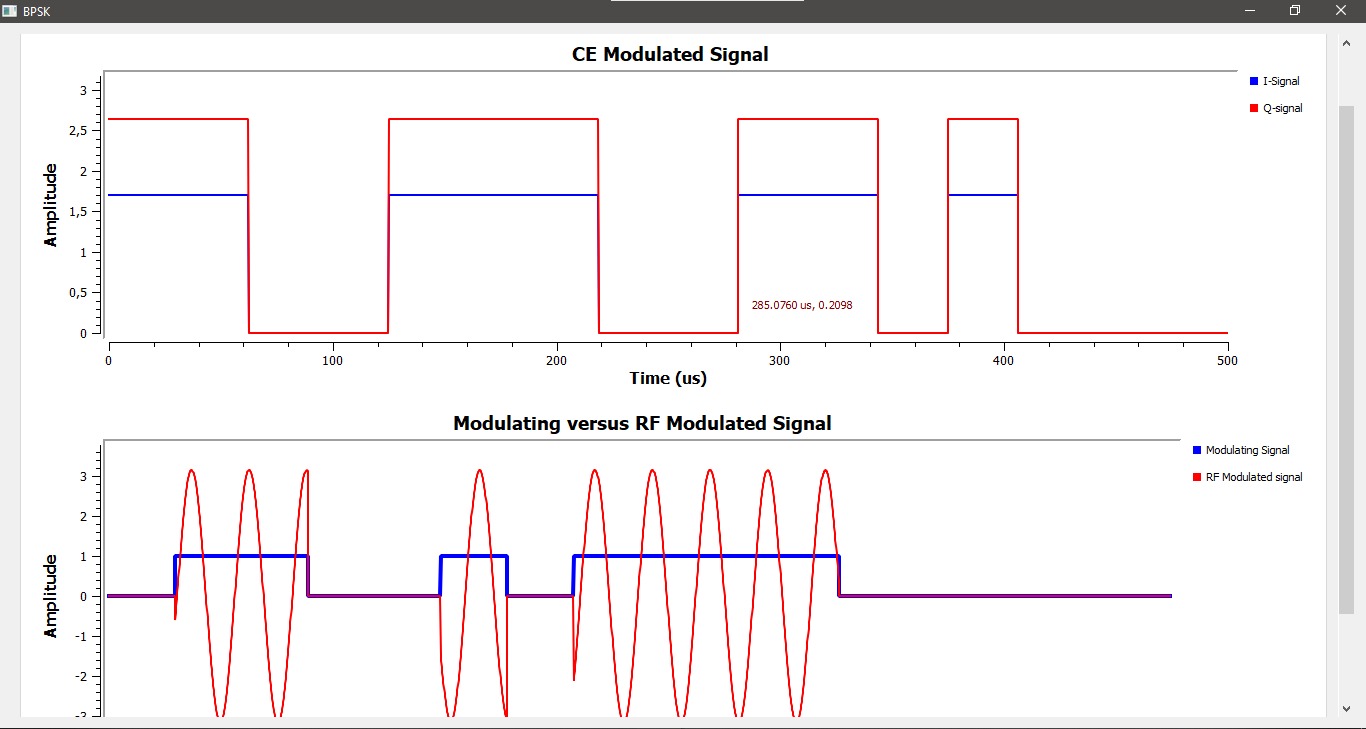 BPSK
CE Modulated Signal
I-Signal
Q-signal
Amplitude
3
2,5
2
1,5
1
0,5
0
285.0760 us, 0.2098
0 100 200 300 400 500
Time (us)
Modulating versus RF Modulated Signal
Modulating Signal
RF Modulated signal
Amplitude
3
2
1
0
-1
-2
-3